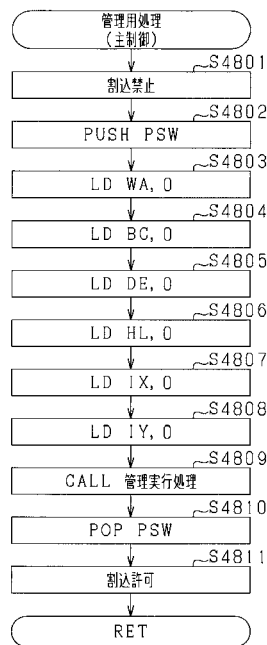 管理用処理
(主制御)
S4801
割込禁止
S4802
PUSH PSW
S4803
LD WA, 0
S4804
LD BC, 0
S4805
LD DE, 0
S4806
LD HL, 0
S4807
LD IX, 0
S4808
LD IY, 0
S4809
CALL 管理実行処理
S4810
POP PSW
S4811
割込許可
RET